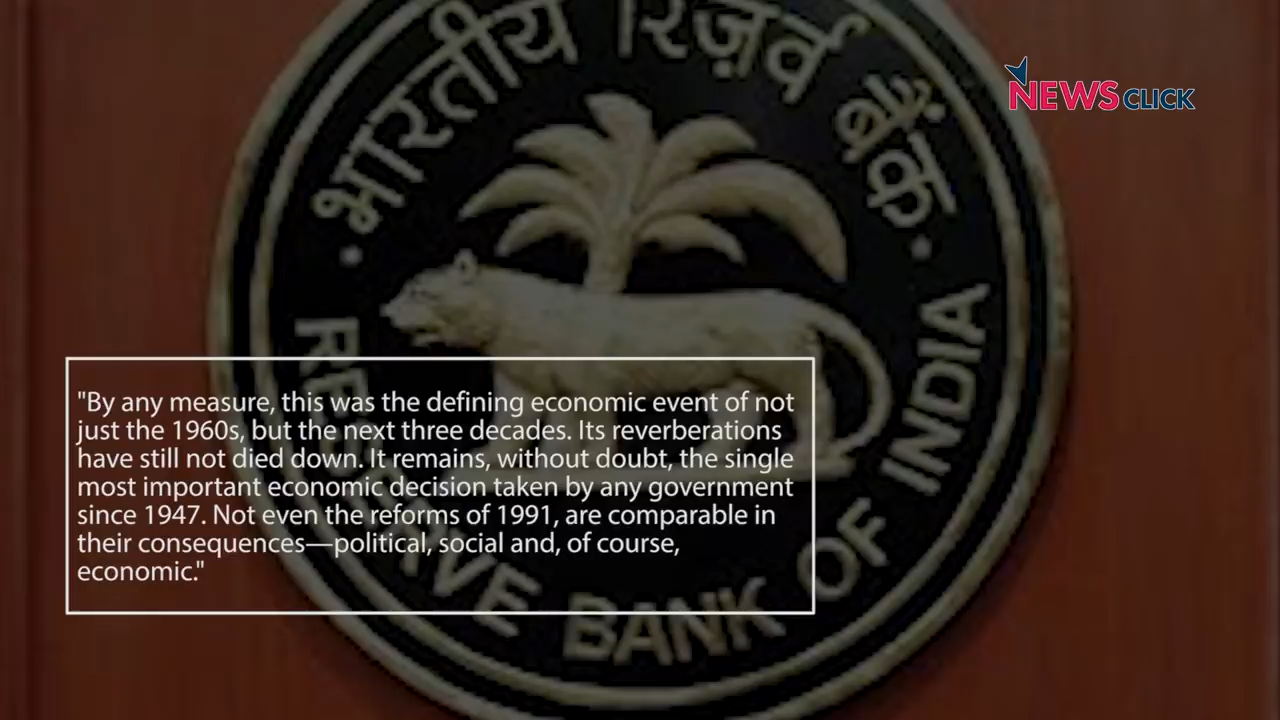 भारतीय रिज़र्व बैंक
NEWSCLICK
RESERVE BANK OF INDIA
"By any measure, this was the defining economic event of not
just the 1960s, but the next three decades. Its reverberations
have still not died down. It remains, without doubt, the single
most important economic decision taken by any government
since 1947. Not even the reforms of 1991, are comparable in
their consequences—political, social and, of course,
economic."